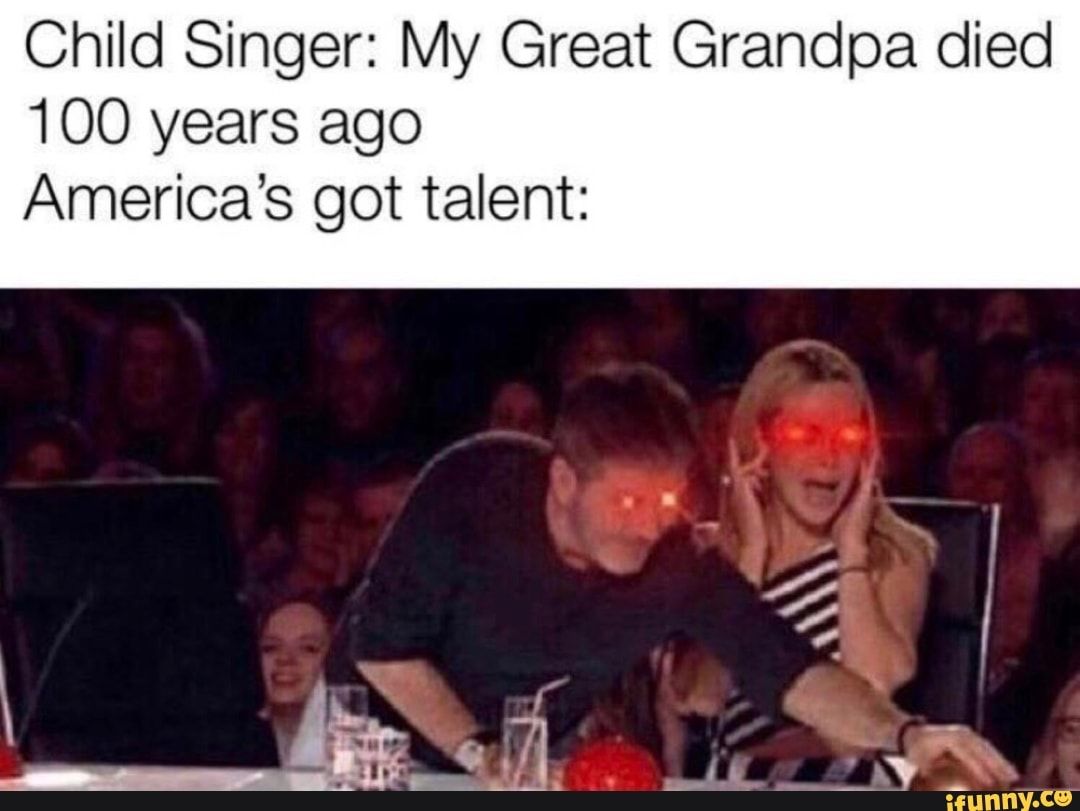 Child Singer: My Great Grandpa died
100 years ago
America’s got talent:
ifunny.co